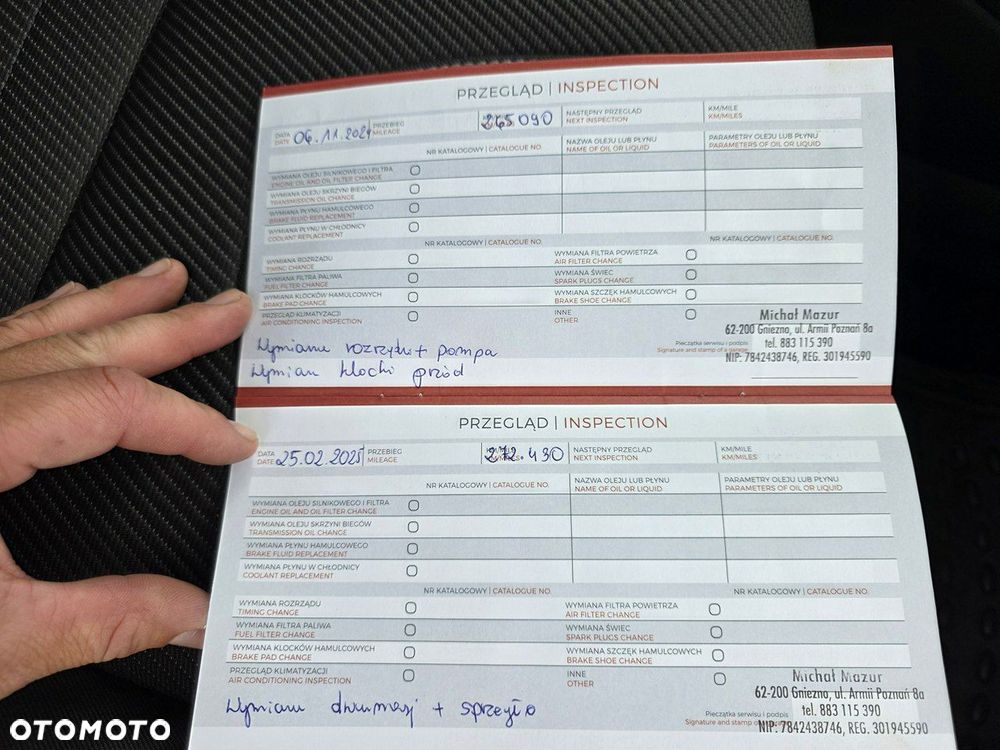 PRZEGLĄD | INSPECTION
DATA 06.11.2024 PRZEBIEG 265090 NASTĘPNY PRZEGLĄD KM/MILE
DATE MILEAGE NEXT INSPECTION KM/MILES
NR KATALOGOWY | CATALOGUE NO. NAZWA OLEJU LUB PŁYNU PARAMETRY OLEJU LUB PŁYNU
NAME OF OIL OR LIQUID PARAMETERS OF OIL OR LIQUID
WYMIANA OLEJU SILNIKOWEGO I FILTRA
ENGINE OIL AND OIL FILTER CHANGE
WYMIANA OLEJU SKRZYNI BIEGÓW
TRANSMISSION OIL CHANGE
WYMIANA PŁYNU HAMULCOWEGO
BRAKE FLUID REPLACEMENT
WYMIANA PŁYNU W CHŁODNICY
COOLANT REPLACEMENT
NR KATALOGOWY | CATALOGUE NO. NR KATALOGOWY | CATALOGUE NO.
WYMIANA ROZRZĄDU WYMIANA FILTRA POWIETRZA
TIMING CHANGE AIR FILTER CHANGE
WYMIANA FILTRA PALIWA WYMIANA ŚWIEC
FUEL FILTER CHANGE SPARK PLUGS CHANGE
WYMIANA KLOCKÓW HAMULCOWYCH WYMIANA SZCZĘK HAMULCOWYCH
BRAKE PAD CHANGE BRAKE SHOE CHANGE
PRZEGLĄD KLIMATYZACJI INNE
AIR CONDITIONING INSPECTION OTHER
Michał Mazur
62-200 Gniezno, ul. Armii Poznań 8a
Pieczątka serwisu i podpis tel. 883 115 390
Signature and stamp of a garage NIP: 7842438746, REG. 301945590
Wymiana rozrządu + pompa
Wymian klocki przód
PRZEGLĄD | INSPECTION
DATA 25.02.2025 PRZEBIEG 272.430 NASTĘPNY PRZEGLĄD KM/MILE
DATE MILEAGE NEXT INSPECTION KM/MILES
NR KATALOGOWY | CATALOGUE NO. NAZWA OLEJU LUB PŁYNU PARAMETRY OLEJU LUB PŁYNU
NAME OF OIL OR LIQUID PARAMETERS OF OIL OR LIQUID
WYMIANA OLEJU SILNIKOWEGO I FILTRA
ENGINE OIL AND OIL FILTER CHANGE
WYMIANA OLEJU SKRZYNI BIEGÓW
TRANSMISSION OIL CHANGE
WYMIANA PŁYNU HAMULCOWEGO
BRAKE FLUID REPLACEMENT
WYMIANA PŁYNU W CHŁODNICY
COOLANT REPLACEMENT
NR KATALOGOWY | CATALOGUE NO. NR KATALOGOWY | CATALOGUE NO.
WYMIANA ROZRZĄDU WYMIANA FILTRA POWIETRZA
TIMING CHANGE AIR FILTER CHANGE
WYMIANA FILTRA PALIWA WYMIANA ŚWIEC
FUEL FILTER CHANGE SPARK PLUGS CHANGE
WYMIANA KLOCKÓW HAMULCOWYCH WYMIANA SZCZĘK HAMULCOWYCH
BRAKE PAD CHANGE BRAKE SHOE CHANGE
PRZEGLĄD KLIMATYZACJI INNE
AIR CONDITIONING INSPECTION OTHER
Michał Mazur
62-200 Gniezno, ul. Armii Poznań 8a
Pieczątka serwisu i podpis tel. 883 115 390
Signature and stamp of NIP: 7842438746, REG. 301945590
Wymiana dwumasy + sprzęgło
OTOMOTO